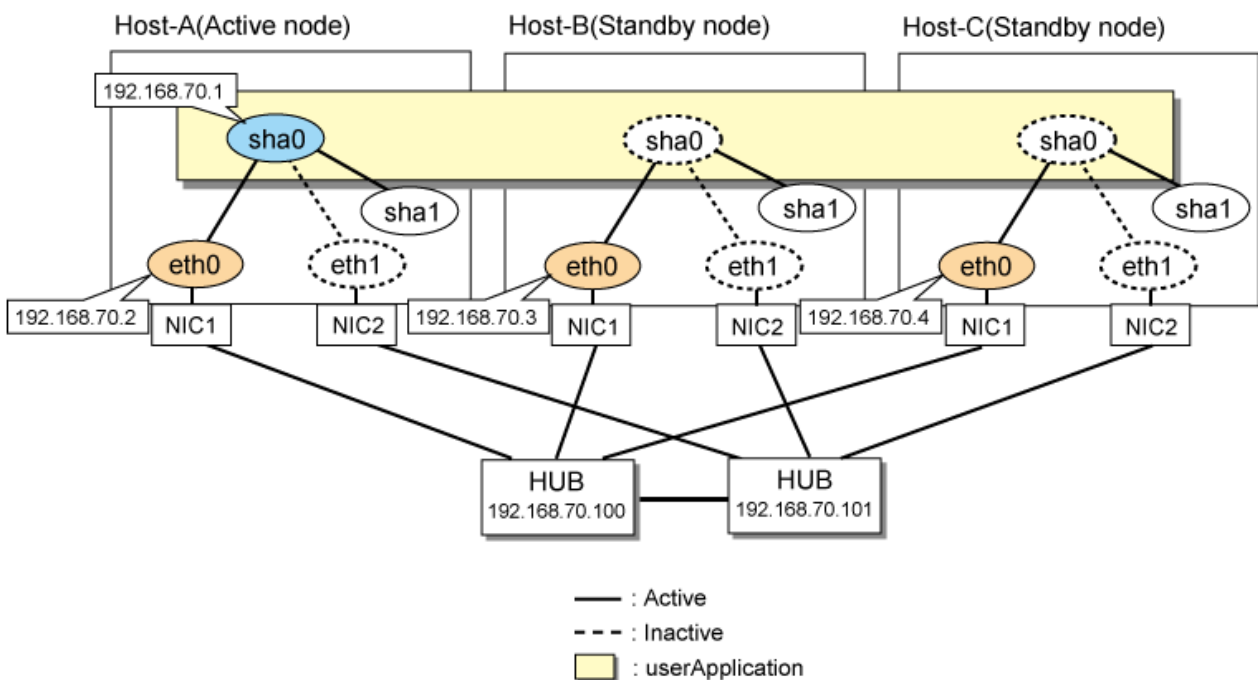 Host-A(Active node)
Host-B(Standby node)
Host-C(Standby node)
192.168.70.1
sha0
sha0
sha0
sha1
sha1
sha1
eth0
eth1
eth0
eth1
eth0
eth1
192.168.70.2
NIC1
NIC2
192.168.70.3
NIC1
NIC2
192.168.70.4
NIC1
NIC2
HUB
192.168.70.100
HUB
192.168.70.101
: Active
: Inactive
: userApplication